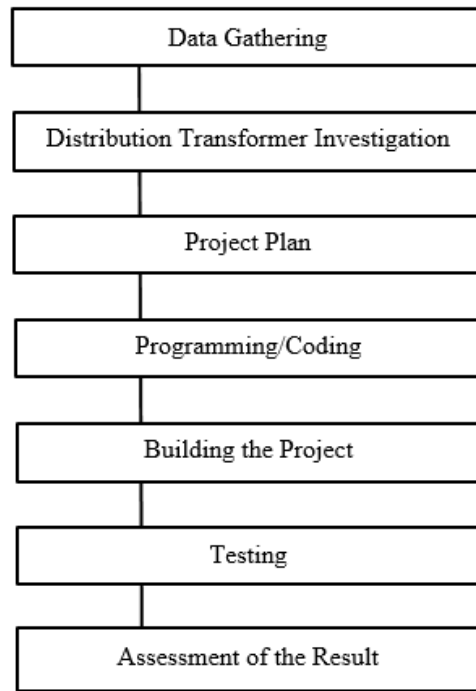 Data Gathering
Distribution Transformer Investigation
Project Plan
Programming/Coding
Building the Project
Testing
Assessment of the Result